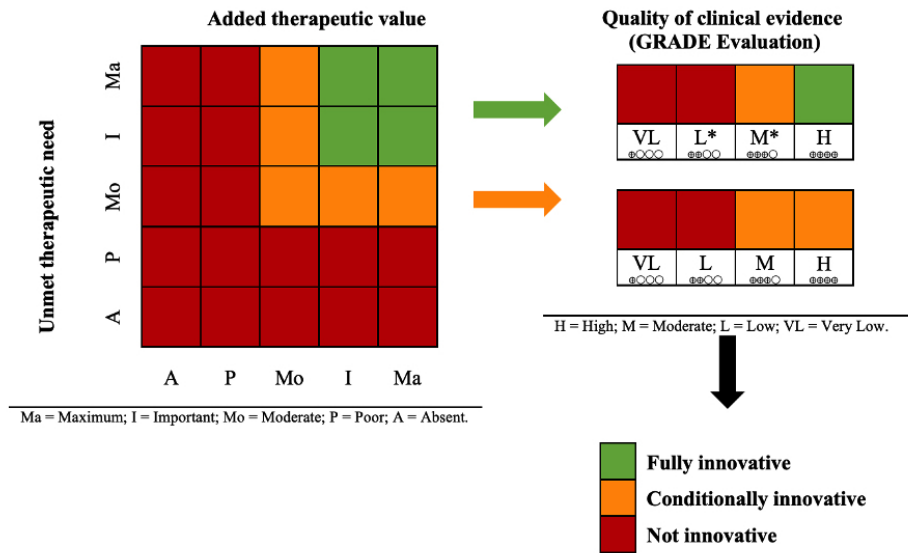 Added therapeutic value
Quality of clinical evidence
(GRADE Evaluation)
Unmet therapeutic need
Ma
I
Mo
P
A
A P Mo I Ma
Ma = Maximum; I = Important; Mo = Moderate; P = Poor; A = Absent.
VL L* M* H
⊕○○○ ⊕⊕○○ ⊕⊕⊕○ ⊕⊕⊕⊕
VL L M H
⊕○○○ ⊕⊕○○ ⊕⊕⊕○ ⊕⊕⊕⊕
H = High; M = Moderate; L = Low; VL = Very Low.
Fully innovative
Conditionally innovative
Not innovative